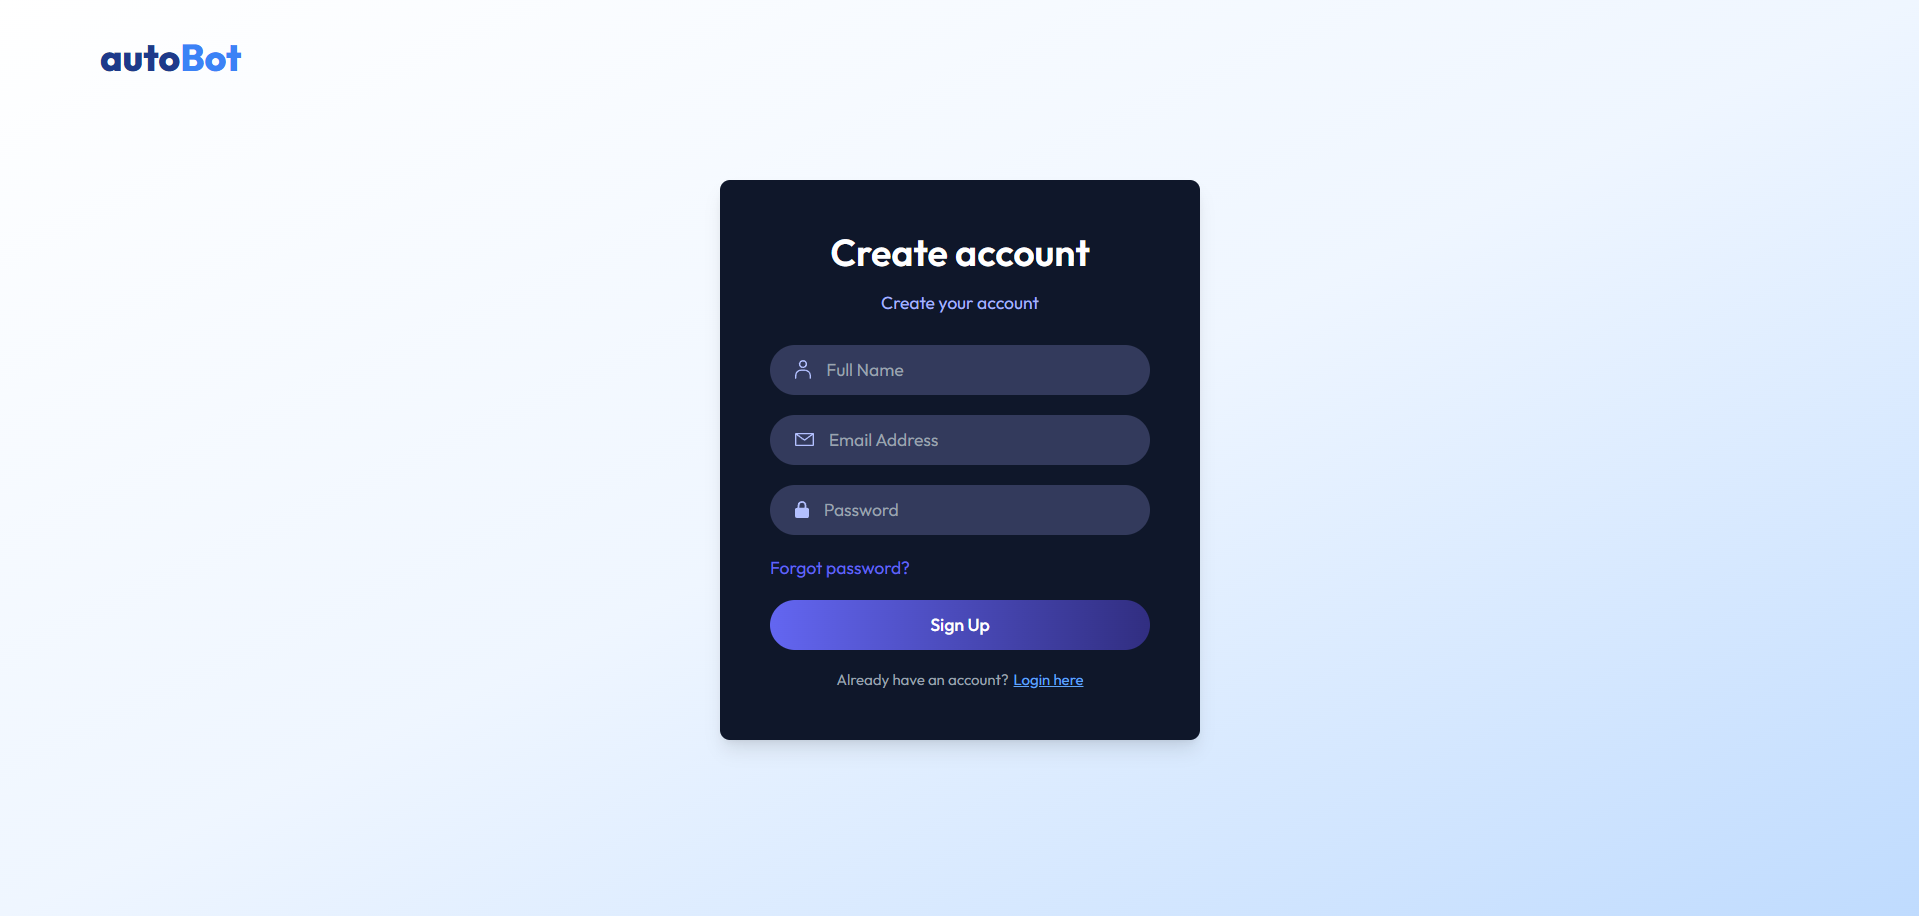 autoBot
Create account
Create your account
Full Name
Email Address
Password
Forgot password?
Sign Up
Already have an account? Login here